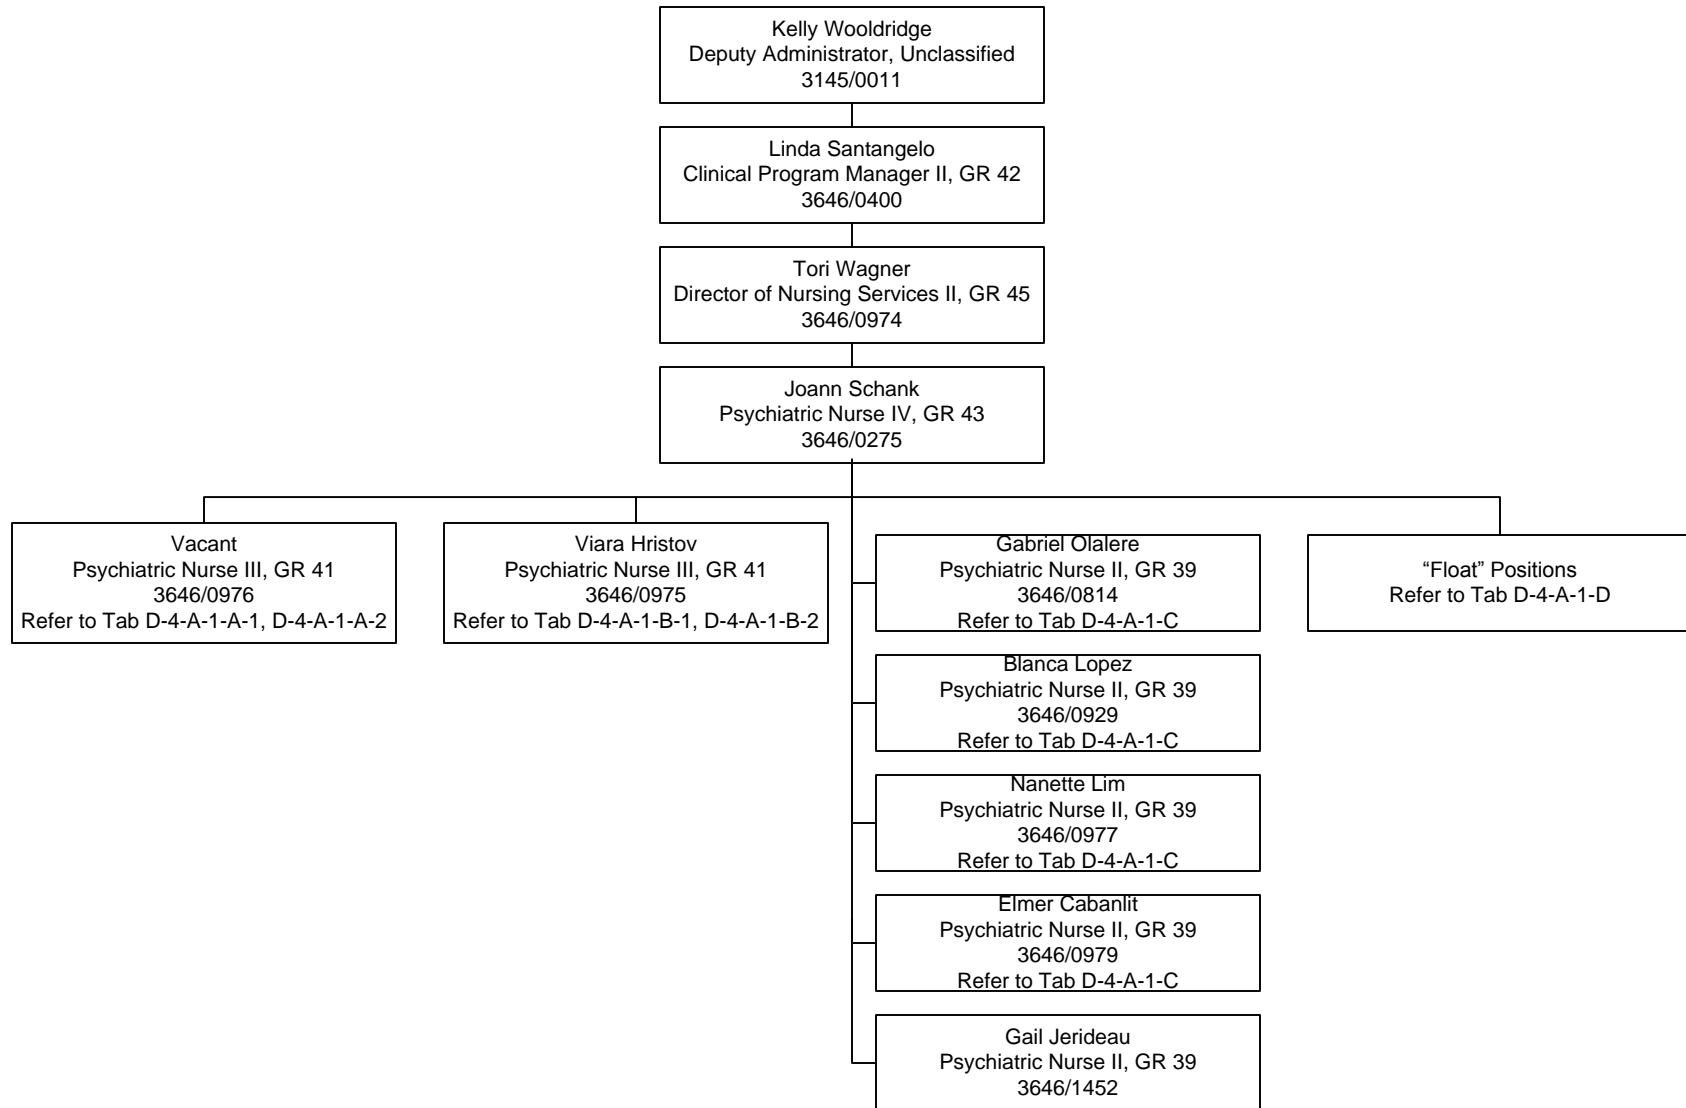 Kelly Wooldridge
Deputy Administrator, Unclassified
3145/0011
Linda Santangelo
Clinical Program Manager II, GR 42
3646/0400
Tori Wagner
Director of Nursing Services II, GR 45
3646/0974
Joann Schank
Psychiatric Nurse IV, GR 43
3646/0275
Vacant
Psychiatric Nurse III, GR 41
3646/0976
Refer to Tab D-4-A-1-A-1, D-4-A-1-A-2
Viara Hristov
Psychiatric Nurse III, GR 41
3646/0975
Refer to Tab D-4-A-1-B-1, D-4-A-1-B-2
Gabriel Olalere
Psychiatric Nurse II, GR 39
3646/0814
Refer to Tab D-4-A-1-C
Blanca Lopez
Psychiatric Nurse II, GR 39
3646/0929
Refer to Tab D-4-A-1-C
Nanette Lim
Psychiatric Nurse II, GR 39
3646/0977
Refer to Tab D-4-A-1-C
Elmer Cabanlit
Psychiatric Nurse II, GR 39
3646/0979
Refer to Tab D-4-A-1-C
Gail Jerideau
Psychiatric Nurse II, GR 39
3646/1452
“Float” Positions
Refer to Tab D-4-A-1-D